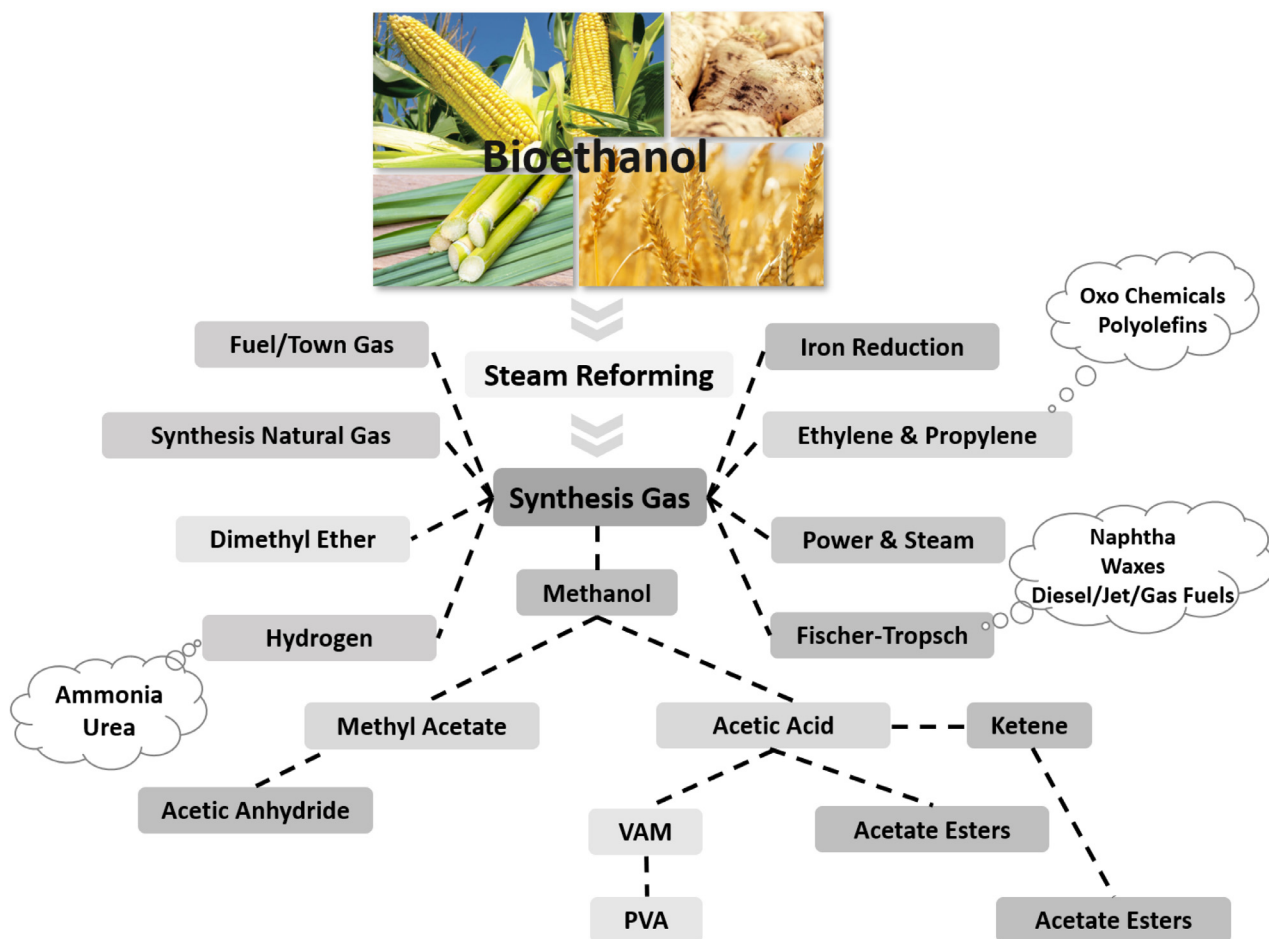 Bioethanol
Oxo Chemicals
Polyolefins
Fuel/Town Gas
Iron Reduction
Steam Reforming
Synthesis Natural Gas
Ethylene & Propylene
Synthesis Gas
Dimethyl Ether
Power & Steam
Naphtha
Waxes
Diesel/Jet/Gas Fuels
Methanol
Hydrogen
Fischer-Tropsch
Ammonia
Urea
Methyl Acetate
Acetic Acid
Ketene
Acetic Anhydride
VAM
Acetate Esters
PVA
Acetate Esters